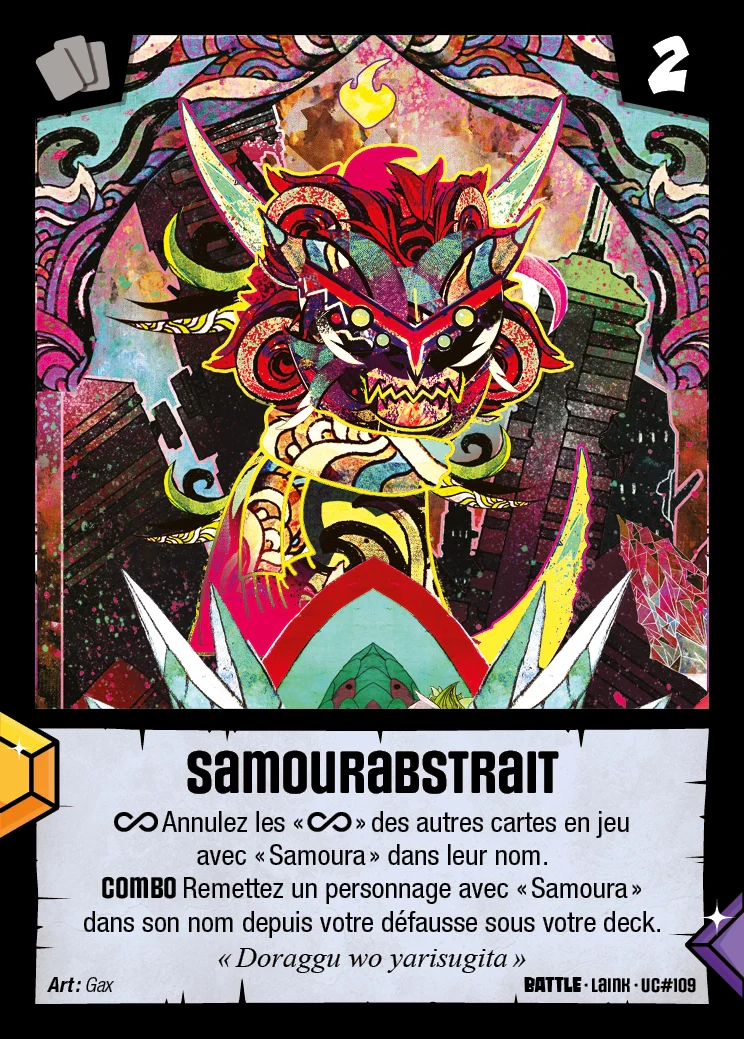 2
SAMOURABSTRAIT
∞ Annulez les « ∞ » des autres cartes en jeu
avec « Samoura » dans leur nom.
COMBO Remettez un personnage avec « Samoura »
dans son nom depuis votre défausse sous votre deck.
« Doraggu wo yarisugita »
Art : Gax
BATTLE · LAINK · UC#109